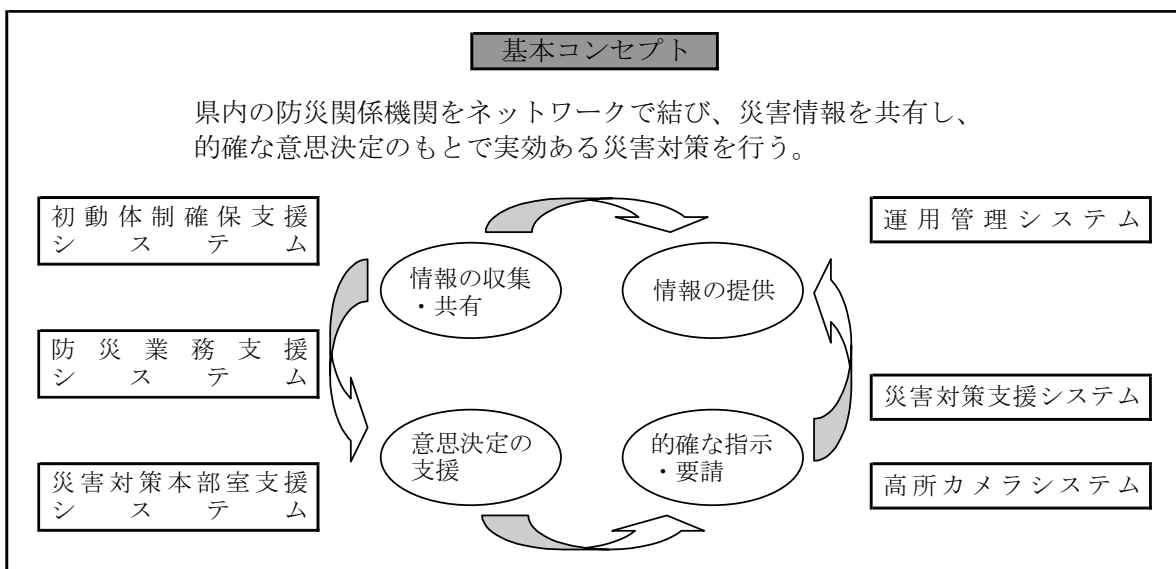 基本コンセプト
県内の防災関係機関をネットワークで結び、災害情報を共有し、
的確な意思決定のもとで実効ある災害対策を行う。
初動体制確保支援
システム
防災業務支援
システム
災害対策本部室支援
システム
情報の収集
・共有
情報の提供
意思決定の
支援
的確な指示
・要請
運用管理システム
災害対策支援システム
高所カメラシステム